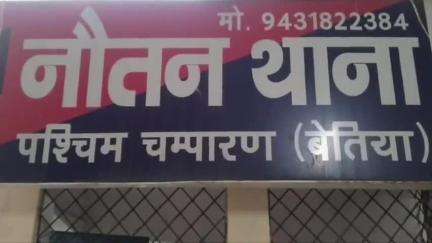 मो. 9431822384
नौतन थाना
पश्चिम चम्पारण (बेतिया)